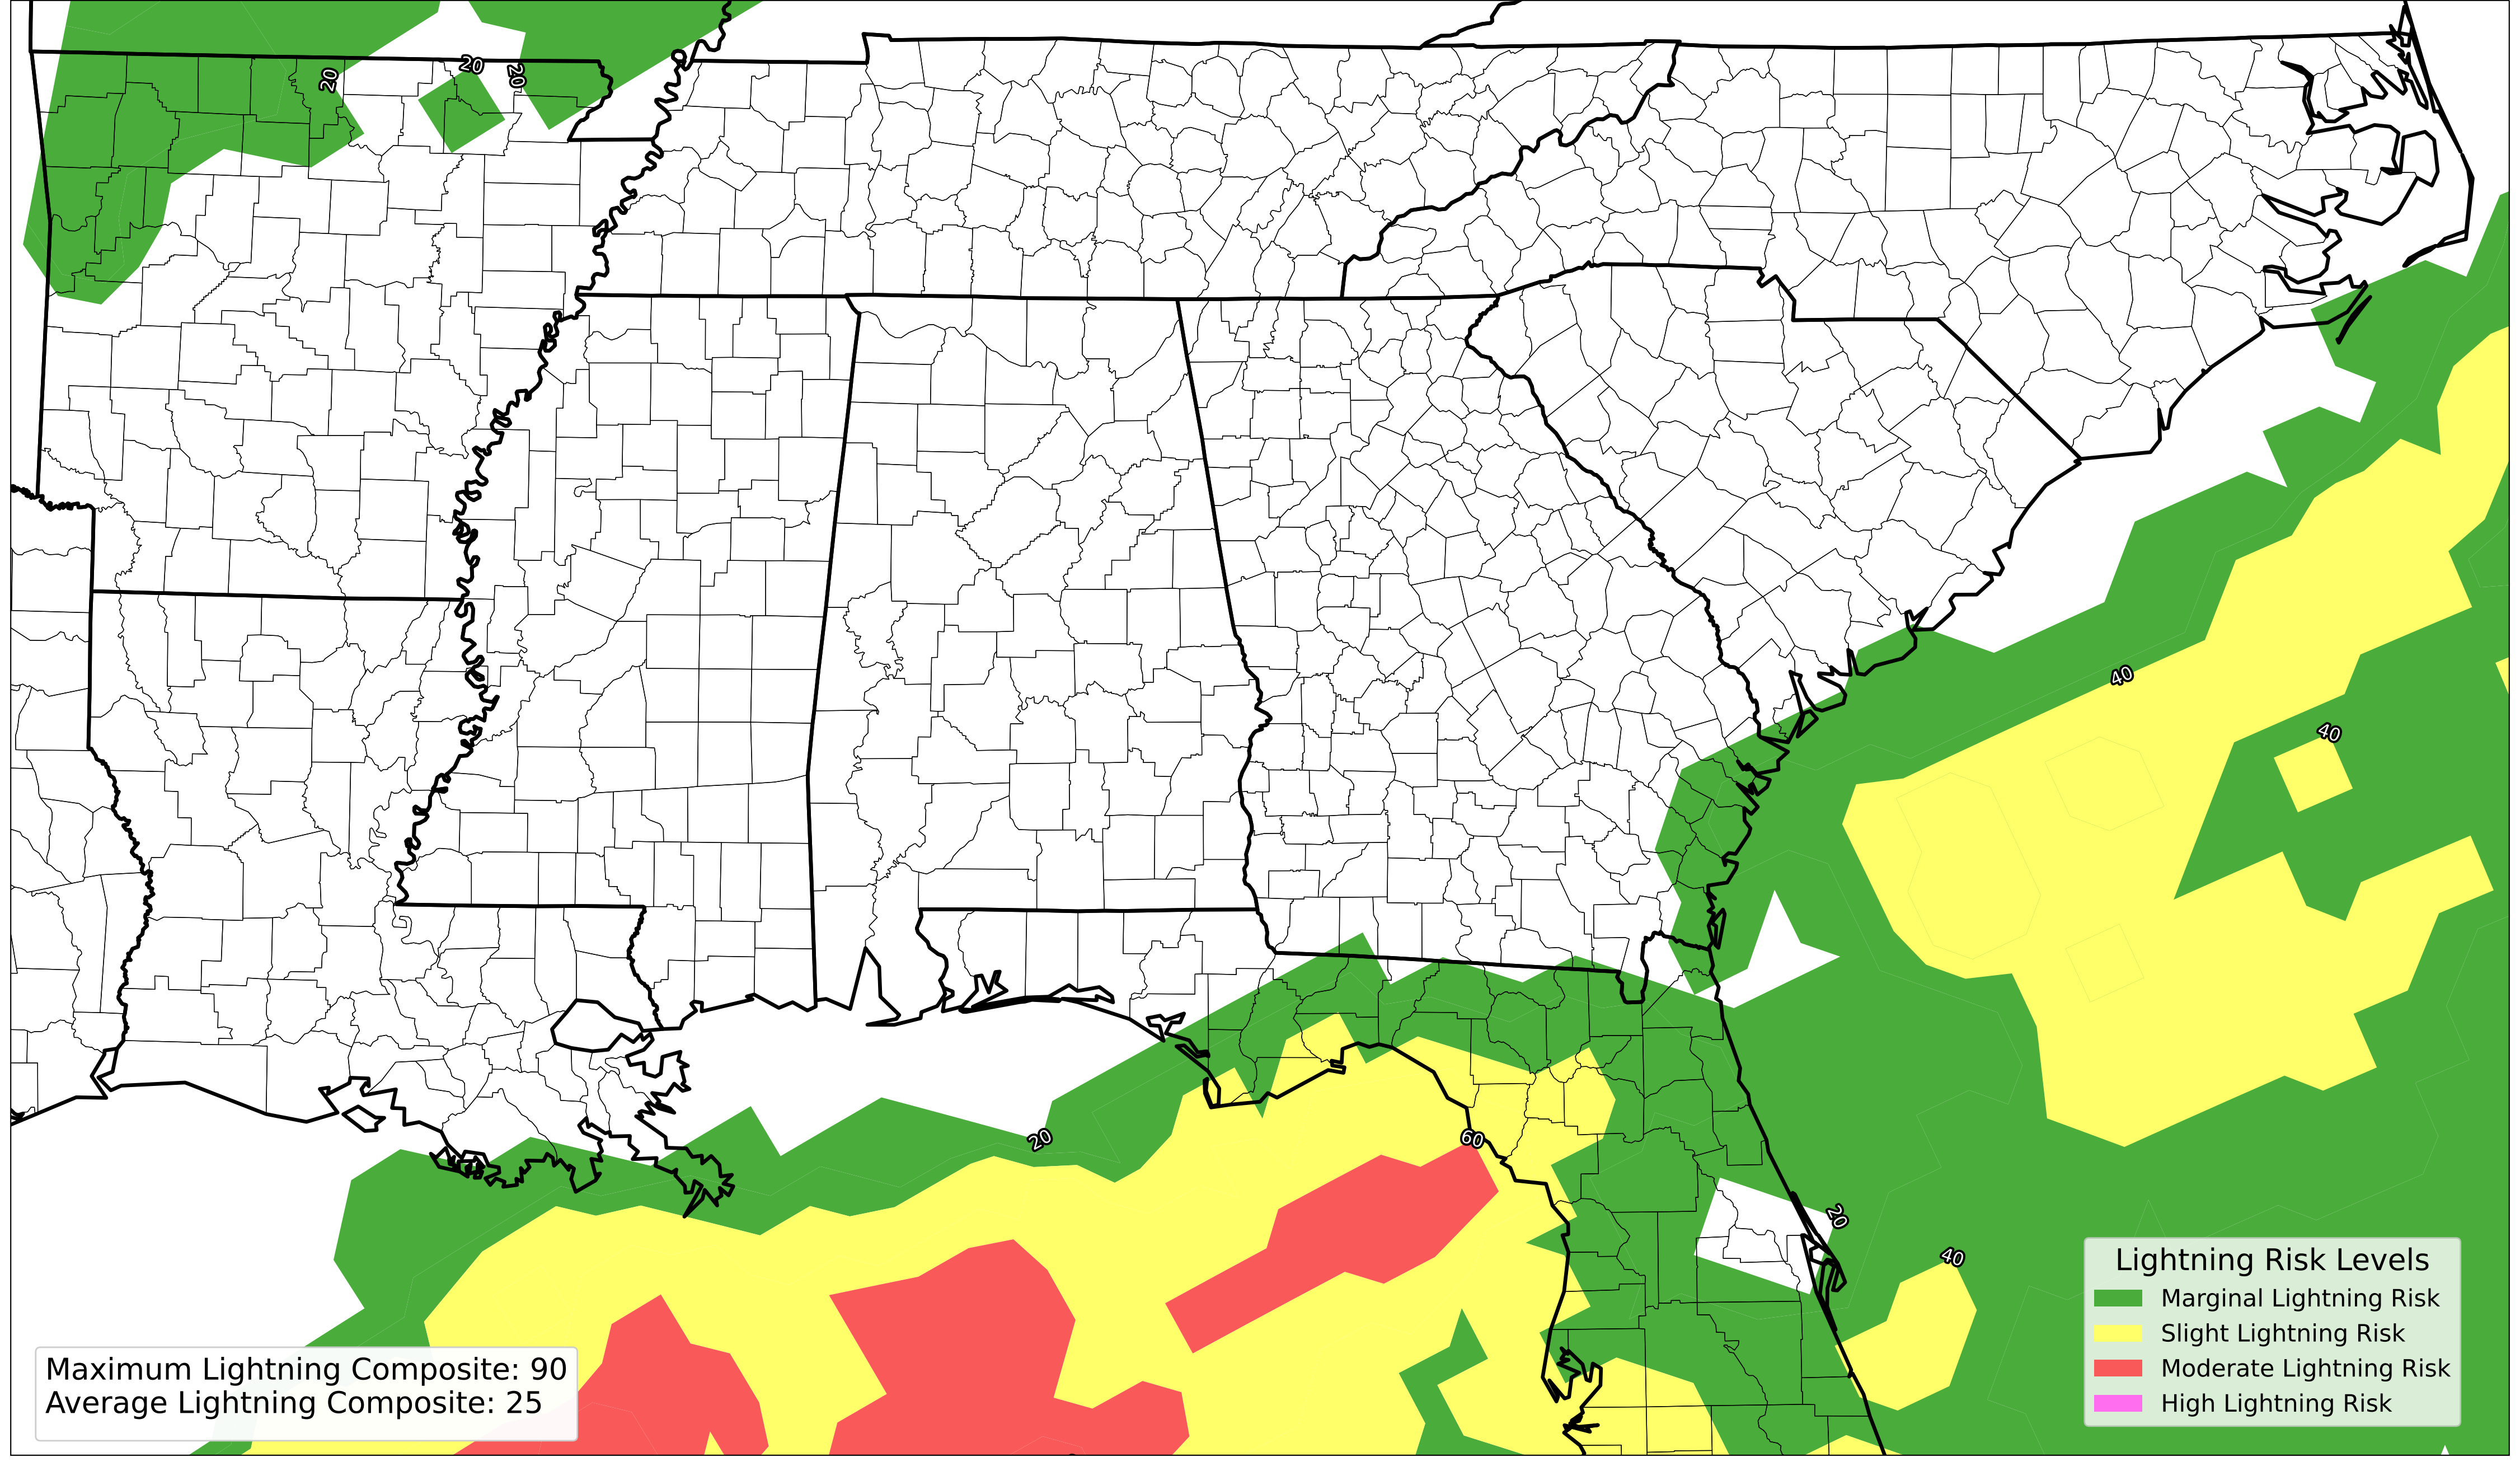 20
20
20
40
40
20
60
20
40
Lightning Risk Levels
Marginal Lightning Risk
Slight Lightning Risk
Moderate Lightning Risk
High Lightning Risk
Maximum Lightning Composite: 90
Average Lightning Composite: 25